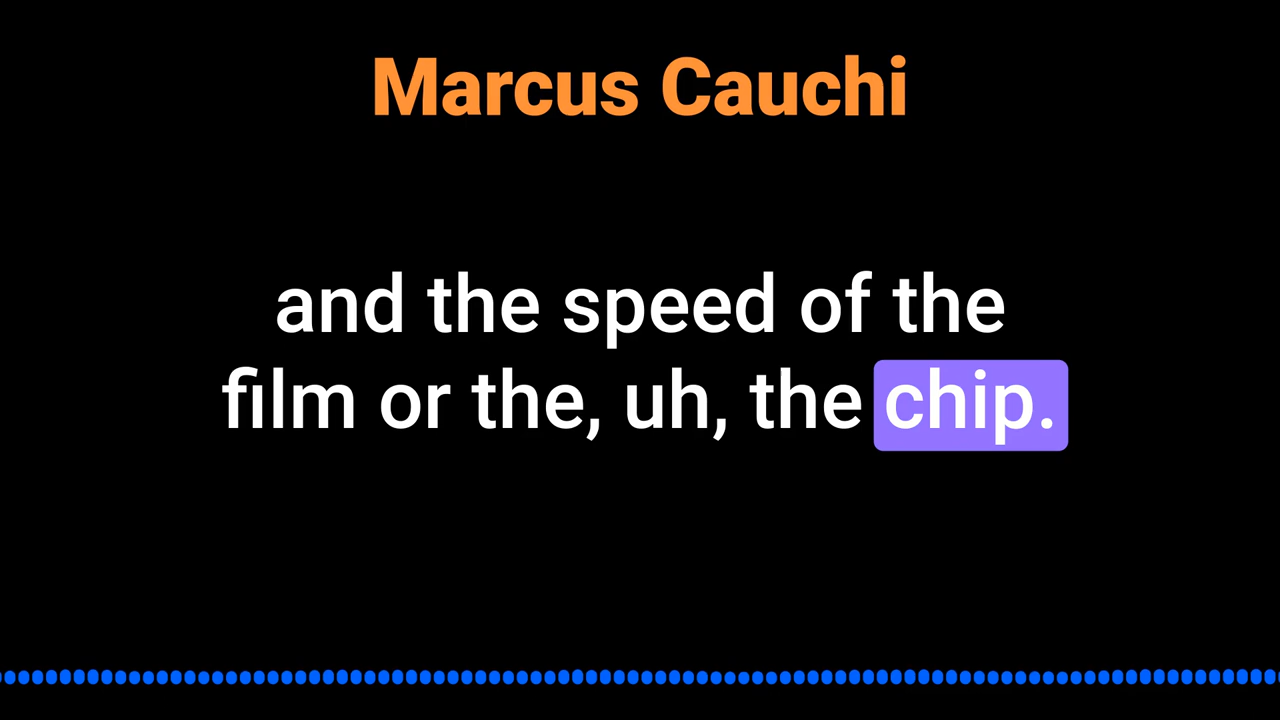 Marcus Cauchi
and the speed of the
film or the, uh, the chip.